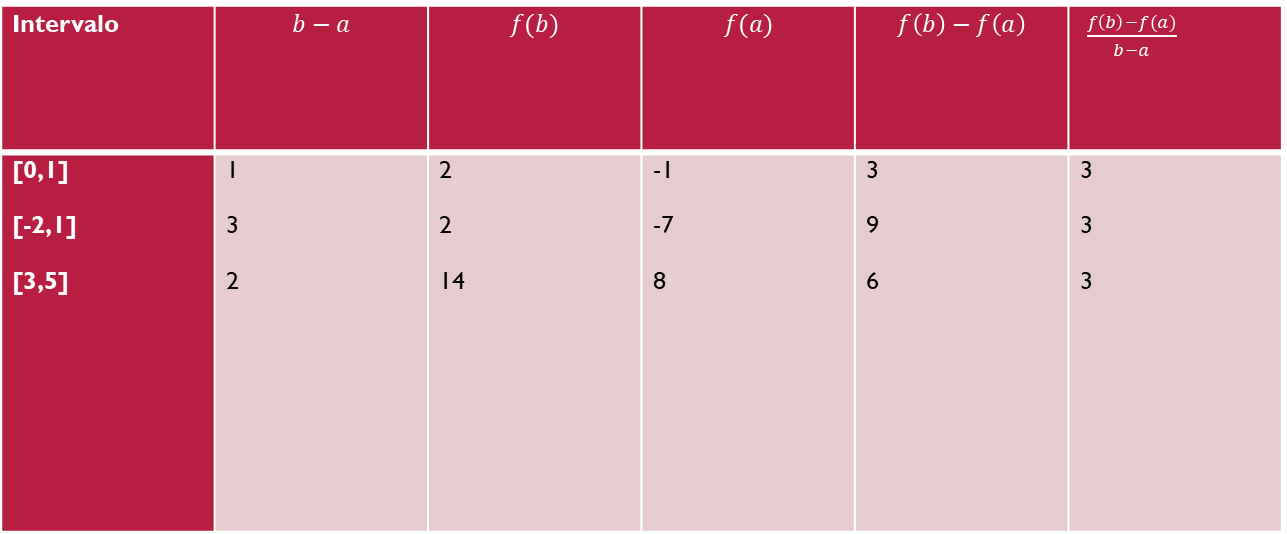 Intervalo b − a f(b) f(a) f(b) − f(a) f(b)−f(a)
b−a
[0,1] 1 2 -1 3 3
[-2,1] 3 2 -7 9 3
[3,5] 2 14 8 6 3